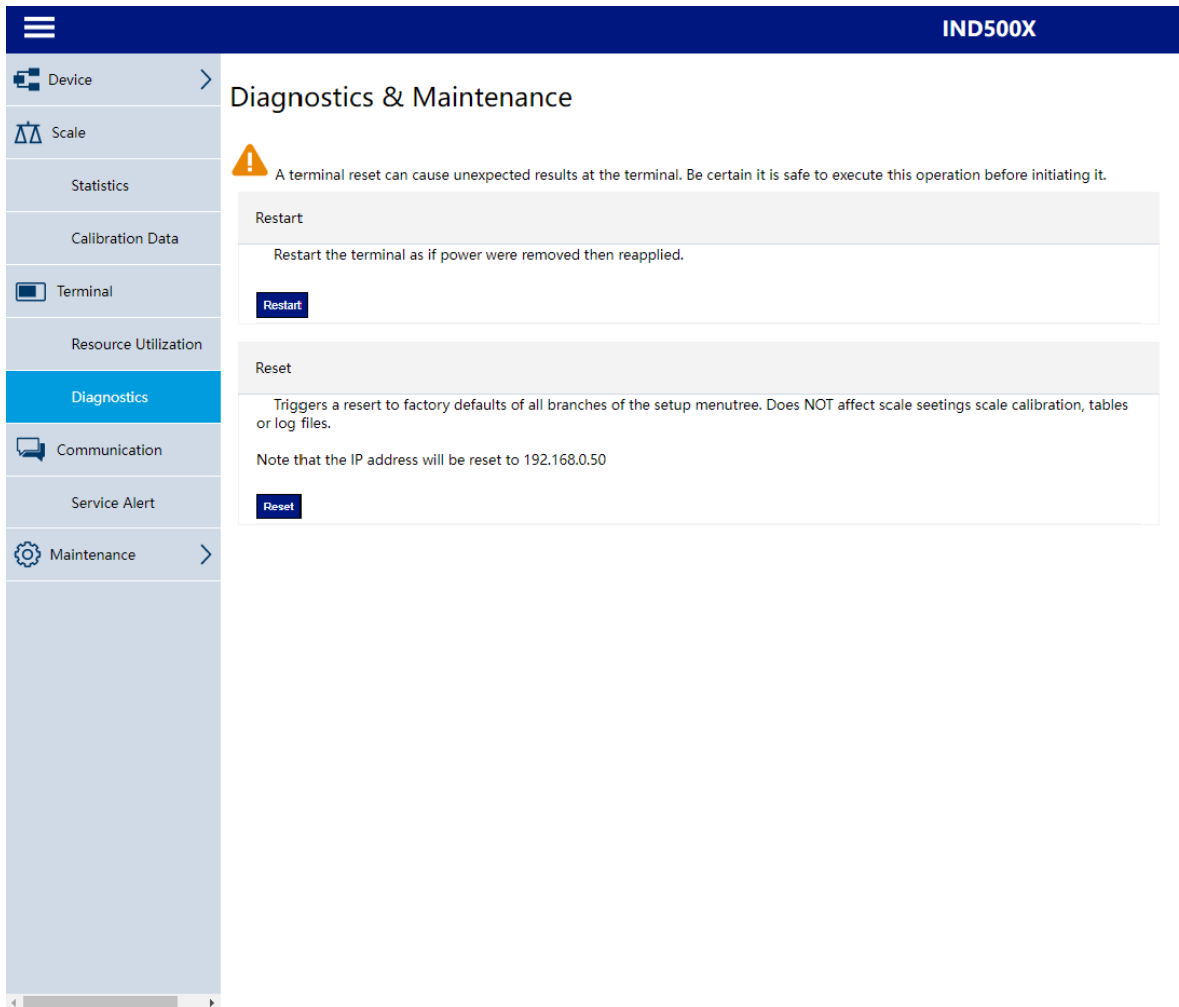 IND500X
Device
Scale
Statistics
Calibration Data
Terminal
Resource Utilization
Diagnostics
Communication
Service Alert
Maintenance
Diagnostics & Maintenance
A terminal reset can cause unexpected results at the terminal. Be certain it is safe to execute this operation before initiating it.
Restart
Restart the terminal as if power were removed then reapplied.
Restart
Reset
Triggers a resert to factory defaults of all branches of the setup menutree. Does NOT affect scale seetings scale calibration, tables
or log files.
Note that the IP address will be reset to 192.168.0.50
Reset